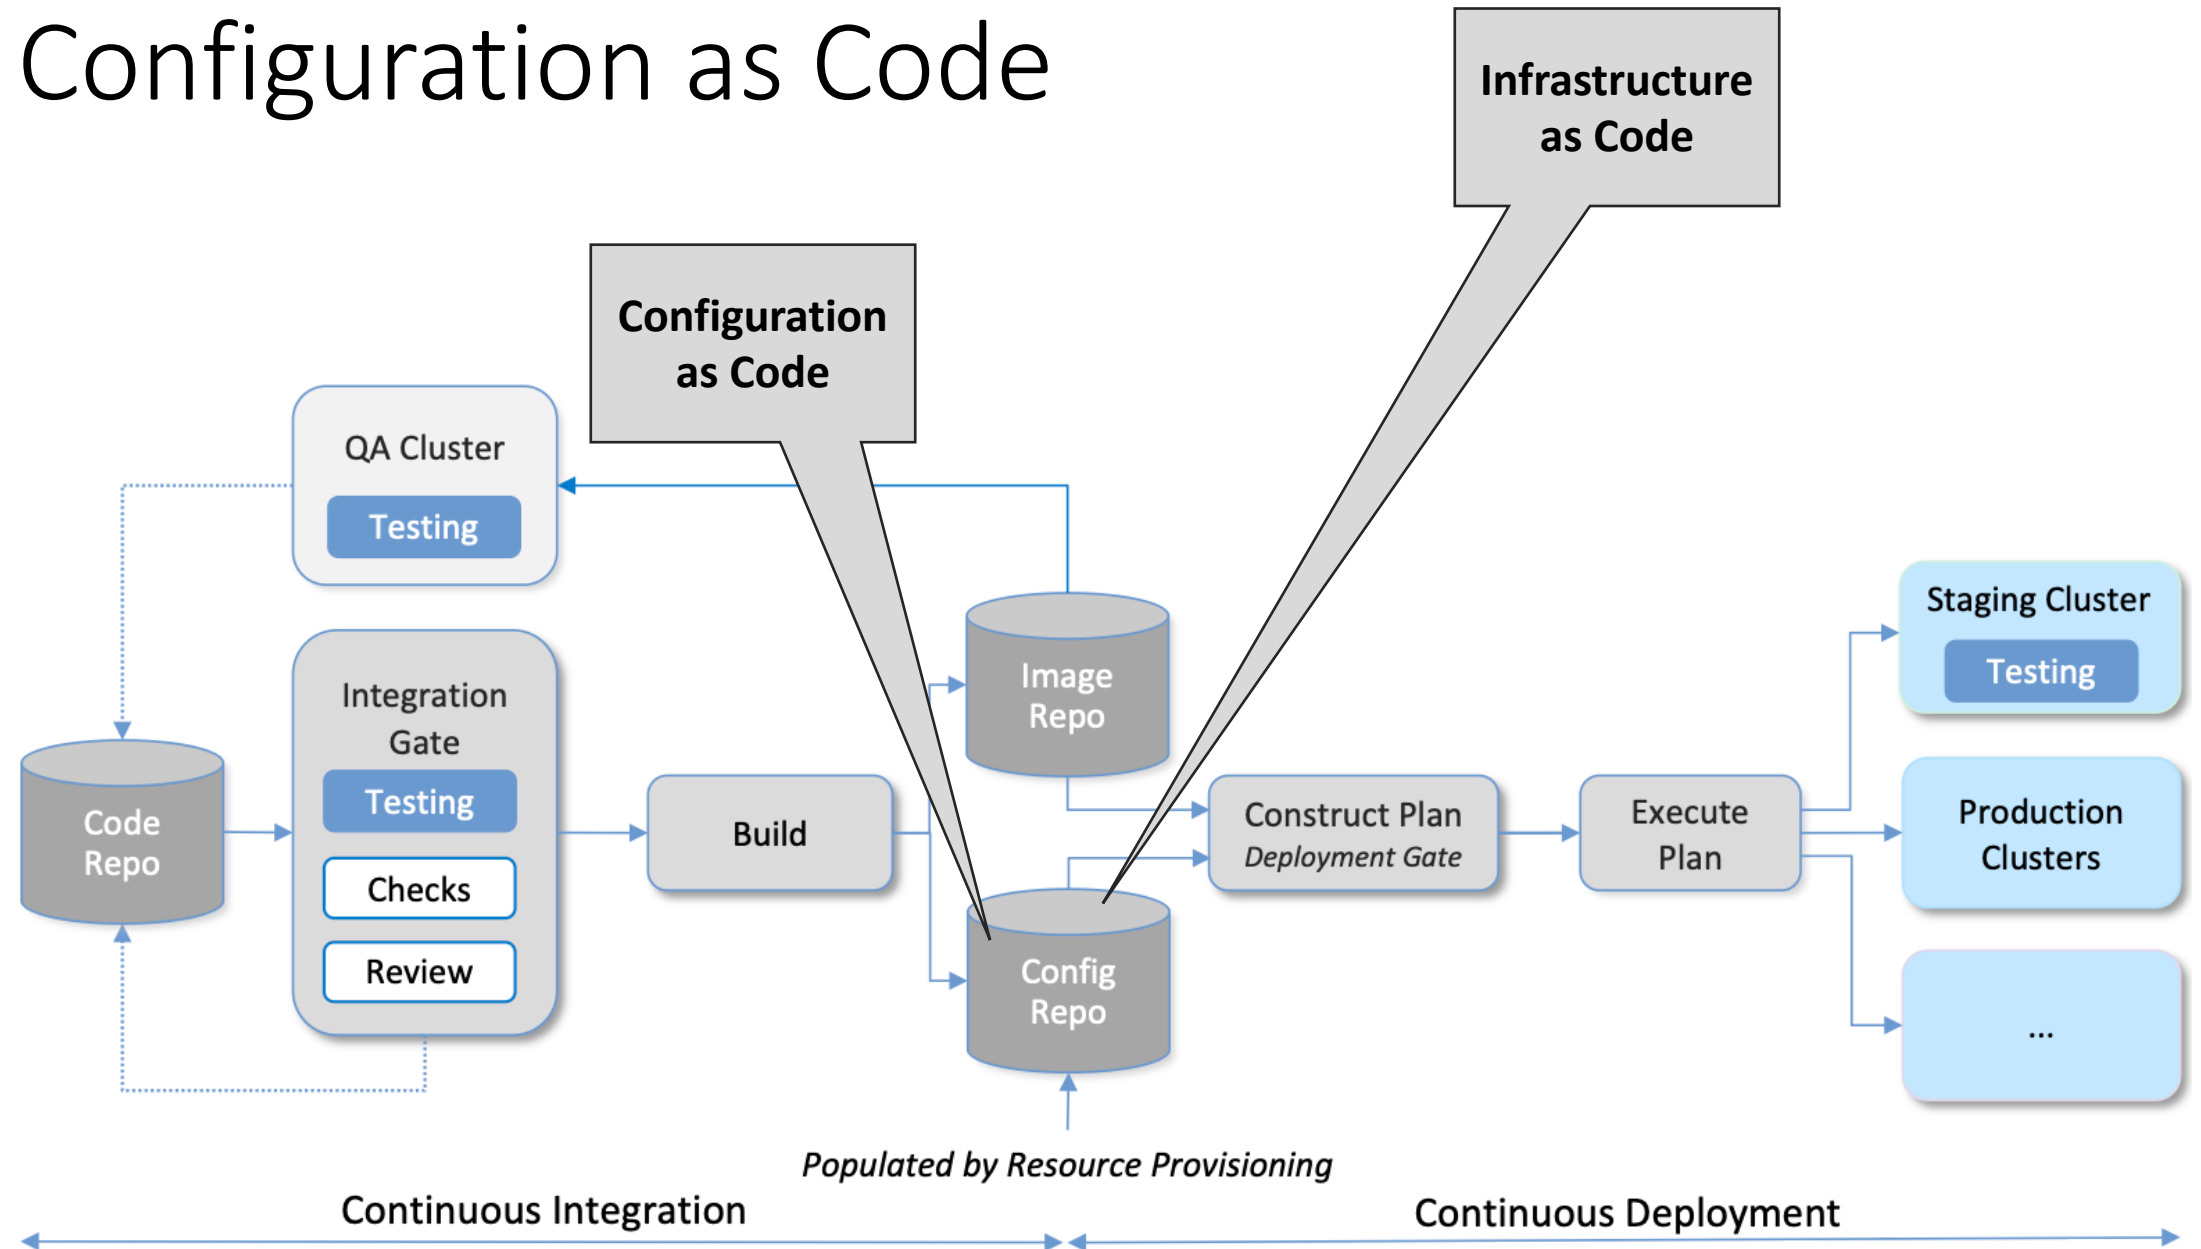 Configuration as Code
Infrastructure
as Code
Configuration
as Code
QA Cluster
Testing
Integration
Gate
Testing
Checks
Review
Code
Repo
Build
Image
Repo
Config
Repo
Construct Plan
Deployment Gate
Execute
Plan
Staging Cluster
Testing
Production
Clusters
...
Populated by Resource Provisioning
Continuous Integration
Continuous Deployment